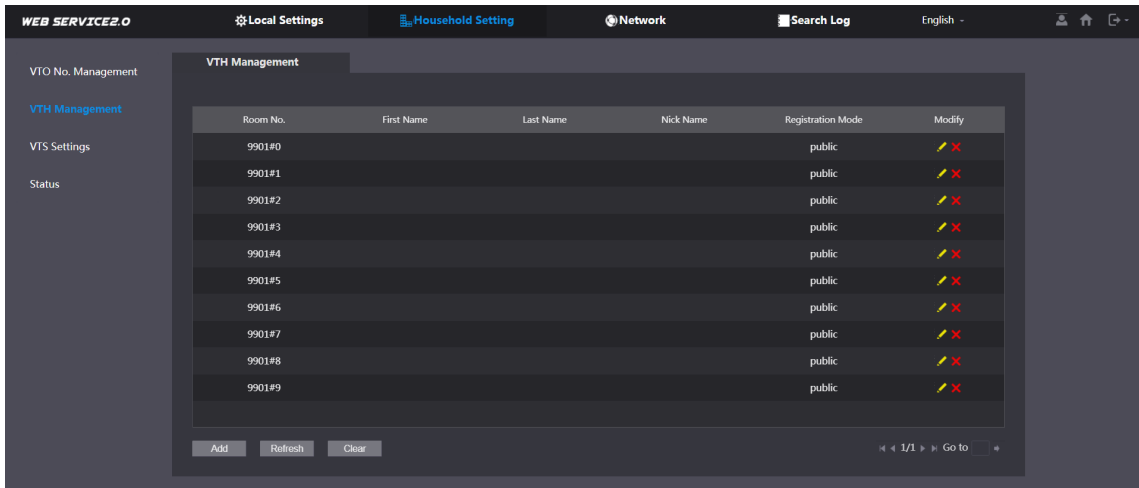 WEB SERVICE2.0 Local Settings Household Setting Network Search Log English
VTO No. Management
VTH Management
VTS Settings
Status
VTH Management
Room No. First Name Last Name Nick Name Registration Mode Modify
9901#0 public
9901#1 public
9901#2 public
9901#3 public
9901#4 public
9901#5 public
9901#6 public
9901#7 public
9901#8 public
9901#9 public
Add Refresh Clear 1/1 Go to